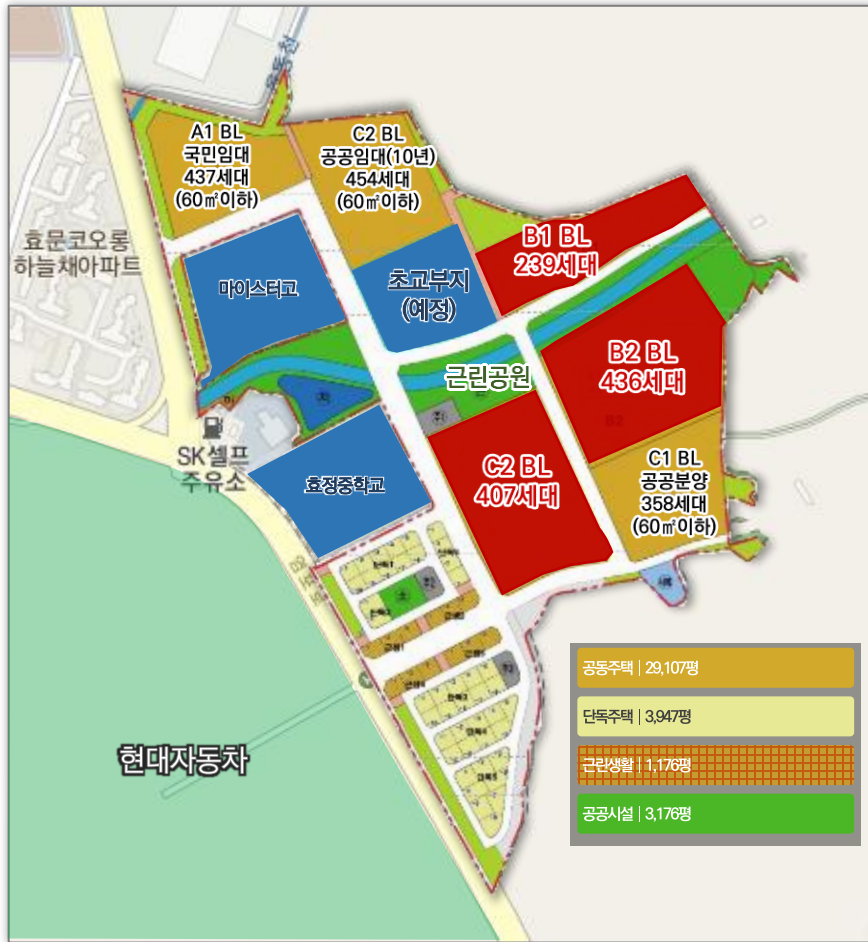 A1 BL
국민임대
437세대
(60㎡이하)
C2 BL
공공임대(10년)
454세대
(60㎡이하)
효문코오롱
하늘채아파트
마이스터고
초교부지
(예정)
B1 BL
239세대
근린공원
B2 BL
436세대
B2
SK셀프
주유소
효정중학교
C2 BL
407세대
C1 BL
공공분양
358세대
(60㎡이하)
현대자동차
공동주택 | 29,107평
단독주택 | 3,947평
근린생활 | 1,176평
공공시설 | 3,176평